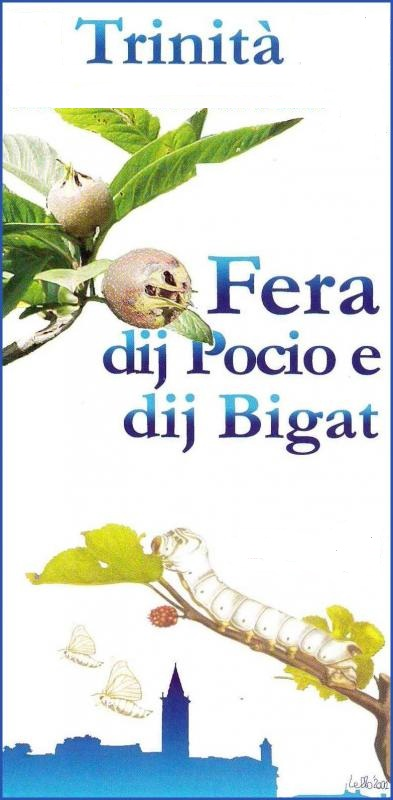 Trinità
Fera
dij Pocio e
dij Bigat